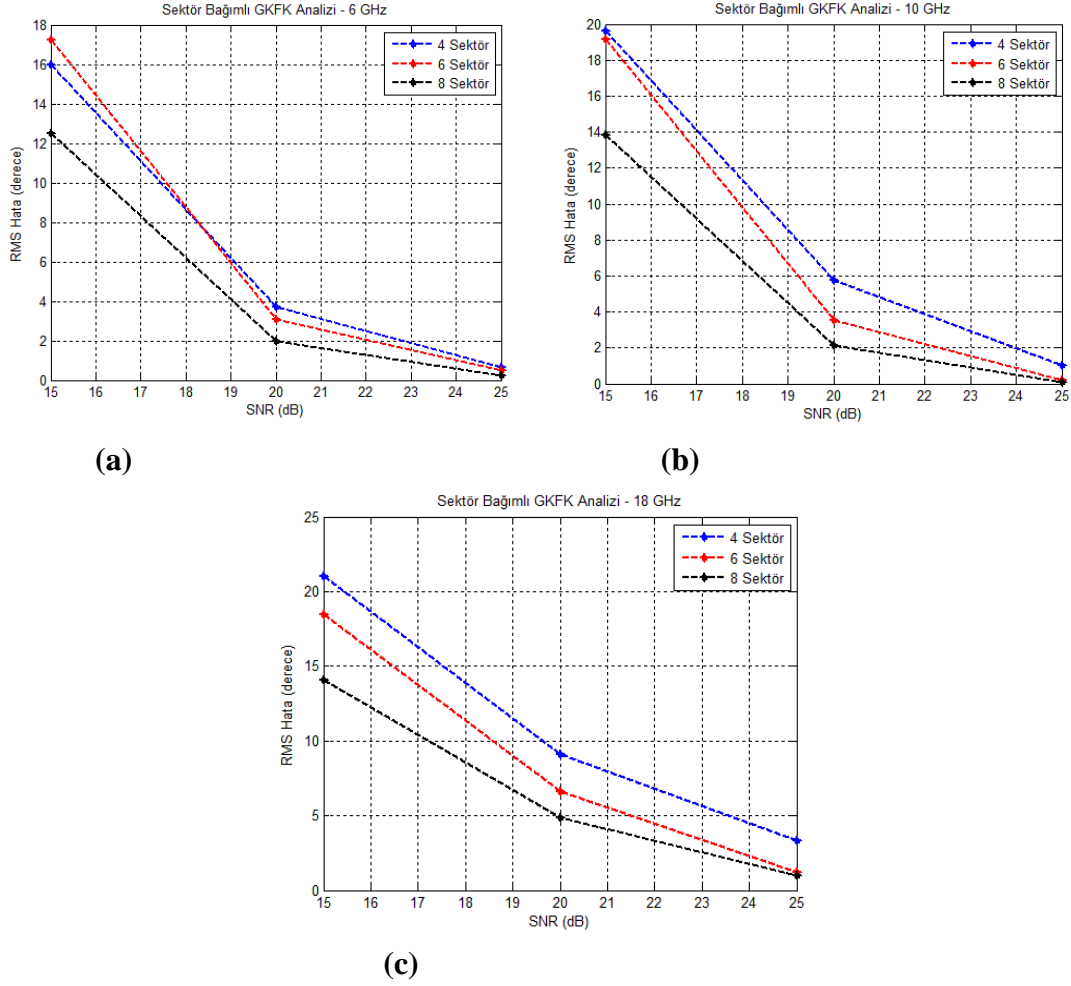 Sektör Bağımlı GKFK Analizi - 6 GHz
18
16
14
12
10
8
6
4
2
0
RMS Hata (derece)
4 Sektör
6 Sektör
8 Sektör
15 16 17 18 19 20 21 22 23 24 25
SNR (dB)
(a)
Sektör Bağımlı GKFK Analizi - 10 GHz
20
18
16
14
12
10
8
6
4
2
0
RMS Hata (derece)
4 Sektör
6 Sektör
8 Sektör
15 16 17 18 19 20 21 22 23 24 25
SNR (dB)
(b)
Sektör Bağımlı GKFK Analizi - 18 GHz
25
20
15
10
5
0
RMS Hata (derece)
4 Sektör
6 Sektör
8 Sektör
15 16 17 18 19 20 21 22 23 24 25
SNR (dB)
(c)